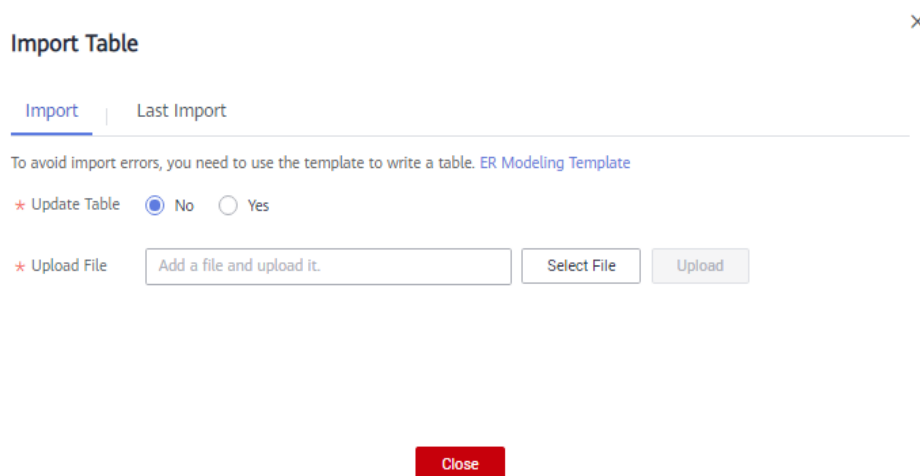 Import Table
Import Last Import
To avoid import errors, you need to use the template to write a table. ER Modeling Template
* Update Table No Yes
* Upload File Add a file and upload it. Select File Upload
Close